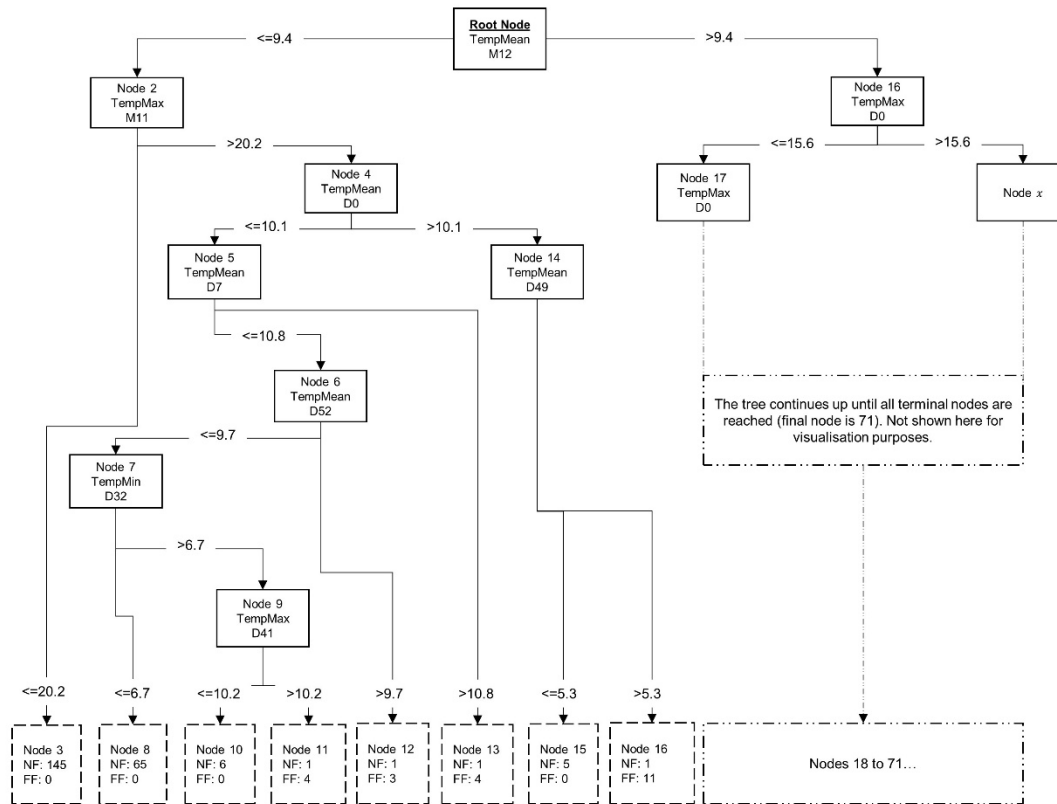 Root Node
TempMean
M12
<=9.4
>9.4
Node 2
TempMax
M11
Node 16
TempMax
D0
>20.2
<=15.6
>15.6
Node 4
TempMean
D0
Node 17
TempMax
D0
Node x
<=10.1
>10.1
Node 5
TempMean
D7
Node 14
TempMean
D49
<=10.8
Node 6
TempMean
D52
The tree continues up until all terminal nodes are
reached (final node is 71). Not shown here for
visualisation purposes.
<=9.7
Node 7
TempMin
D32
>6.7
Node 9
TempMax
D41
<=20.2
<=6.7
<=10.2
>10.2
>9.7
>10.8
<=5.3
>5.3
Node 3
NF: 145
FF: 0
Node 8
NF: 65
FF: 0
Node 10
NF: 6
FF: 0
Node 11
NF: 1
FF: 4
Node 12
NF: 1
FF: 3
Node 13
NF: 1
FF: 4
Node 15
NF: 5
FF: 0
Node 16
NF: 1
FF: 11
Nodes 18 to 71…